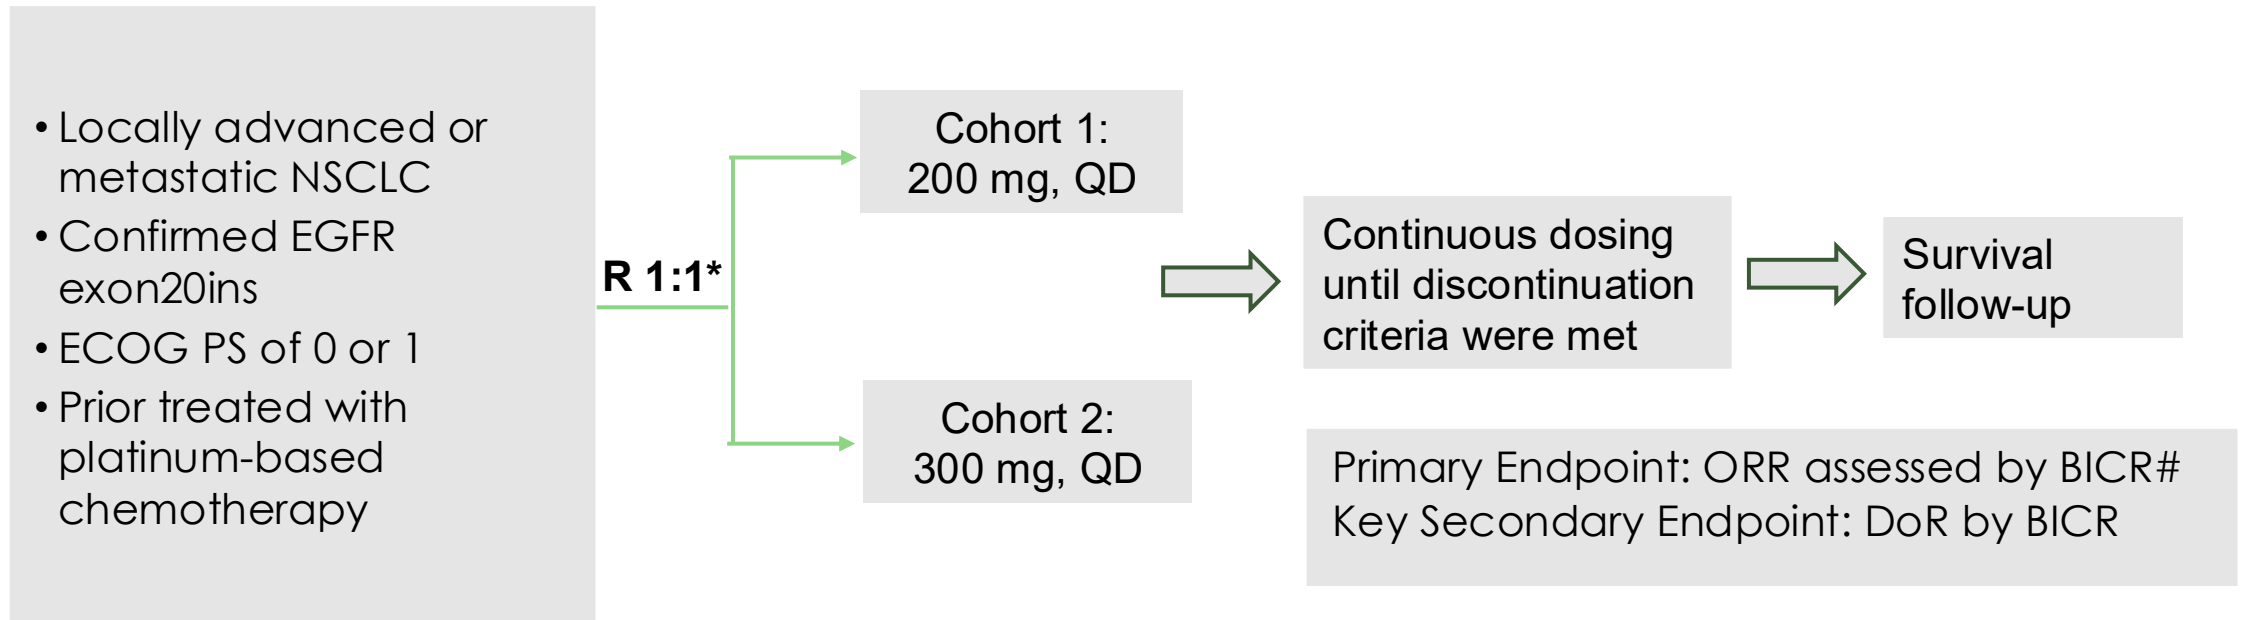 • Locally advanced or
metastatic NSCLC
• Confirmed EGFR
exon20ins
• ECOG PS of 0 or 1
• Prior treated with
platinum-based
chemotherapy
R 1:1*
Cohort 1:
200 mg, QD
Cohort 2:
300 mg, QD
Continuous dosing
until discontinuation
criteria were met
Survival
follow-up
Primary Endpoint: ORR assessed by BICR#
Key Secondary Endpoint: DoR by BICR